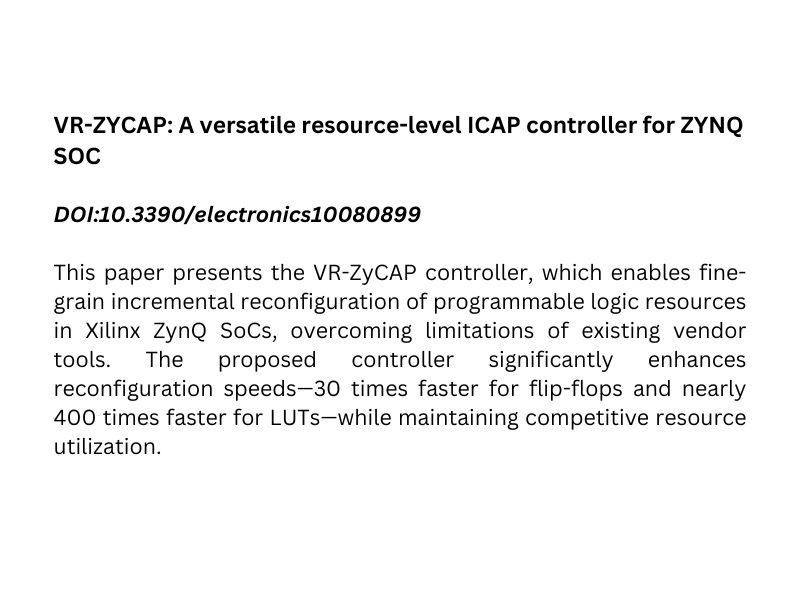 VR-ZYCAP: A versatile resource-level ICAP controller for ZYNQ
SOC
DOI:10.3390/electronics10080899
This paper presents the VR-ZyCAP controller, which enables fine-
grain incremental reconfiguration of programmable logic resources
in Xilinx ZynQ SoCs, overcoming limitations of existing vendor
tools. The proposed controller significantly enhances
reconfiguration speeds—30 times faster for flip-flops and nearly
400 times faster for LUTs—while maintaining competitive resource
utilization.